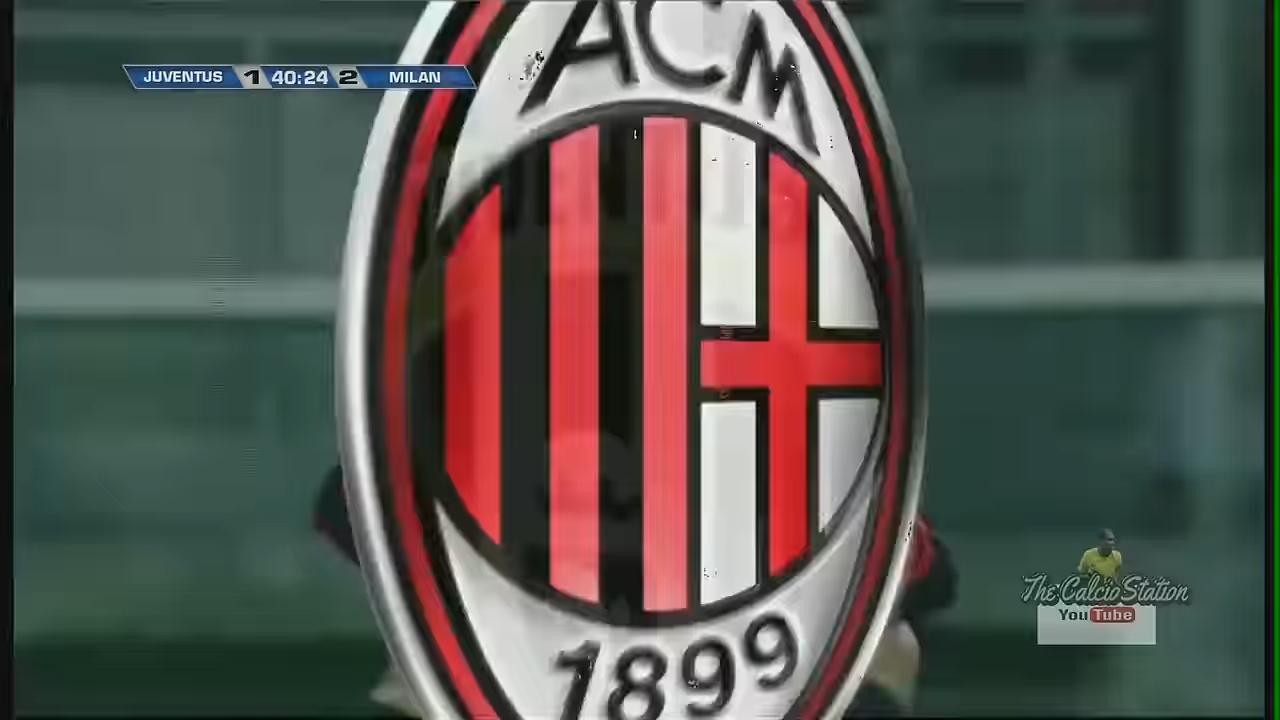 ACM
JUVENTUS 1 40:24 2 MILAN
The Calcio Station
YouTube
1899